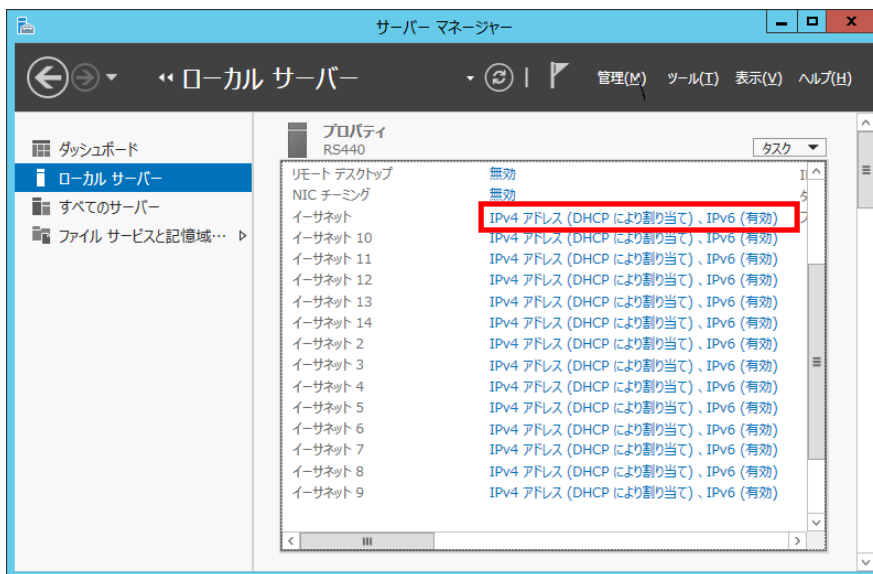 サーバー マネージャー
ローカル サーバー
管理(M) ツール(T) 表示(V) ヘルプ(H)
ダッシュボード
ローカル サーバー
すべてのサーバー
ファイル サービスと記憶域…
プロパティ
RS440
タスク
リモート デスクトップ 無効
NIC チーミング 無効
イーサネット IPv4 アドレス (DHCP により割り当て) 、IPv6 (有効)
イーサネット 10 IPv4 アドレス (DHCP により割り当て) 、IPv6 (有効)
イーサネット 11 IPv4 アドレス (DHCP により割り当て) 、IPv6 (有効)
イーサネット 12 IPv4 アドレス (DHCP により割り当て) 、IPv6 (有効)
イーサネット 13 IPv4 アドレス (DHCP により割り当て) 、IPv6 (有効)
イーサネット 14 IPv4 アドレス (DHCP により割り当て) 、IPv6 (有効)
イーサネット 2 IPv4 アドレス (DHCP により割り当て) 、IPv6 (有効)
イーサネット 3 IPv4 アドレス (DHCP により割り当て) 、IPv6 (有効)
イーサネット 4 IPv4 アドレス (DHCP により割り当て) 、IPv6 (有効)
イーサネット 5 IPv4 アドレス (DHCP により割り当て) 、IPv6 (有効)
イーサネット 6 IPv4 アドレス (DHCP により割り当て) 、IPv6 (有効)
イーサネット 7 IPv4 アドレス (DHCP により割り当て) 、IPv6 (有効)
イーサネット 8 IPv4 アドレス (DHCP により割り当て) 、IPv6 (有効)
イーサネット 9 IPv4 アドレス (DHCP により割り当て) 、IPv6 (有効)